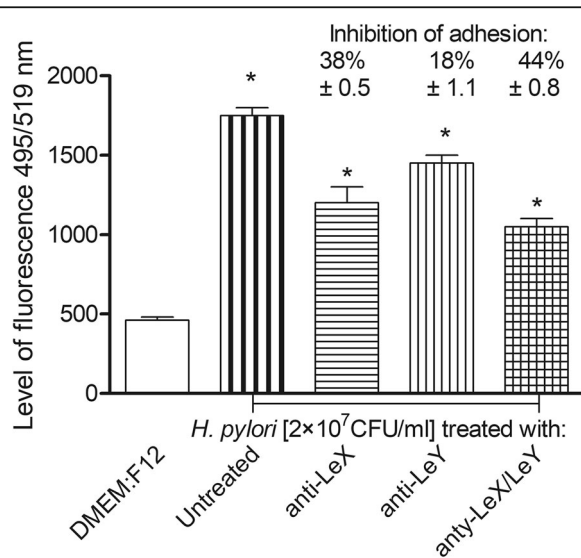 Inhibition of adhesion:
38% 18% 44%
± 0.5 ± 1.1 ± 0.8
Level of fluorescence 495/519 nm
2000
1500
1000
500
0
* * * *
H. pylori [2×10⁷CFU/ml] treated with:
DMEM:F12
Untreated
anti-LeX
anti-LeY
anty-LeX/LeY